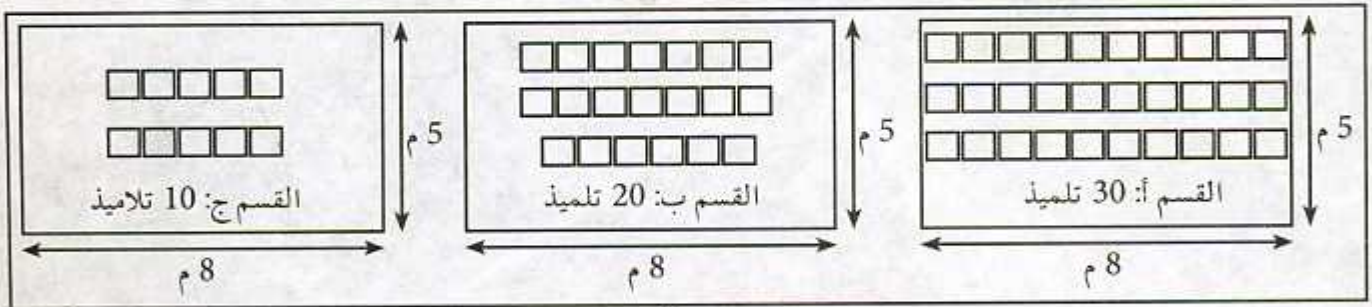 القسم أ: 30 تلميذ
5 م
8 م
القسم ب: 20 تلميذ
5 م
8 م
القسم ج: 10 تلاميذ
5 م
8 م